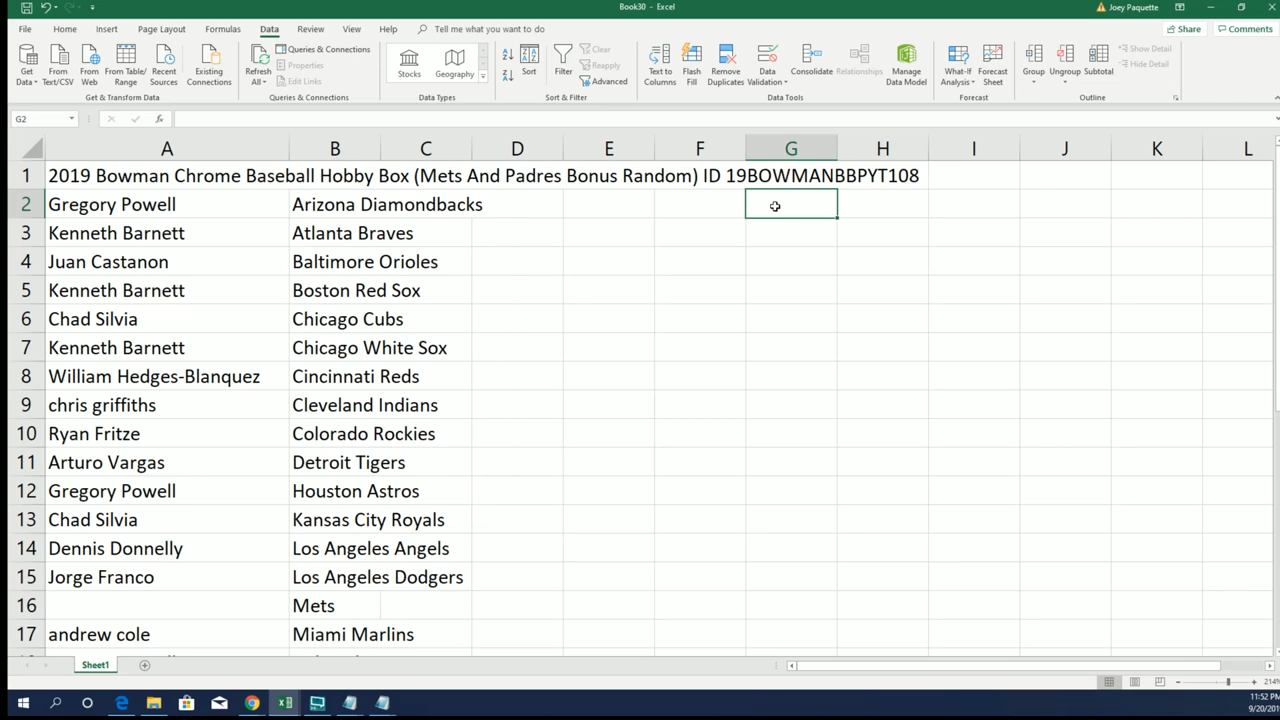 Book30 - Excel
Joey Paquette
File Home Insert Page Layout Formulas Data Review View Help Tell me what you want to do
Share Comments
Get Data From Text From Web From Table/ Range Recent Sources Existing Connections
Get & Transform Data
Refresh All Queries & Connections Properties Edit Links
Queries & Connections
Stocks Geography
Data Types
Sort Filter Clear Reapply Advanced
Sort & Filter
Text to Columns Flash Fill Remove Duplicates Data Validation Consolidate Relationships Manage Data Model
Data Tools
What-If Analysis Forecast Sheet
Forecast
Group Ungroup Subtotal Show Detail Hide Detail
Outline
G2 fx
A B C D E F G H I J K L
1 2019 Bowman Chrome Baseball Hobby Box (Mets And Padres Bonus Random) ID 19BOWMANBBPYT108
2 Gregory Powell Arizona Diamondbacks
3 Kenneth Barnett Atlanta Braves
4 Juan Castanon Baltimore Orioles
5 Kenneth Barnett Boston Red Sox
6 Chad Silvia Chicago Cubs
7 Kenneth Barnett Chicago White Sox
8 William Hedges-Blanquez Cincinnati Reds
9 chris griffiths Cleveland Indians
10 Ryan Fritze Colorado Rockies
11 Arturo Vargas Detroit Tigers
12 Gregory Powell Houston Astros
13 Chad Silvia Kansas City Royals
14 Dennis Donnelly Los Angeles Angels
15 Jorge Franco Los Angeles Dodgers
16 Mets
17 andrew cole Miami Marlins
Sheet1
214%
11:52 PM